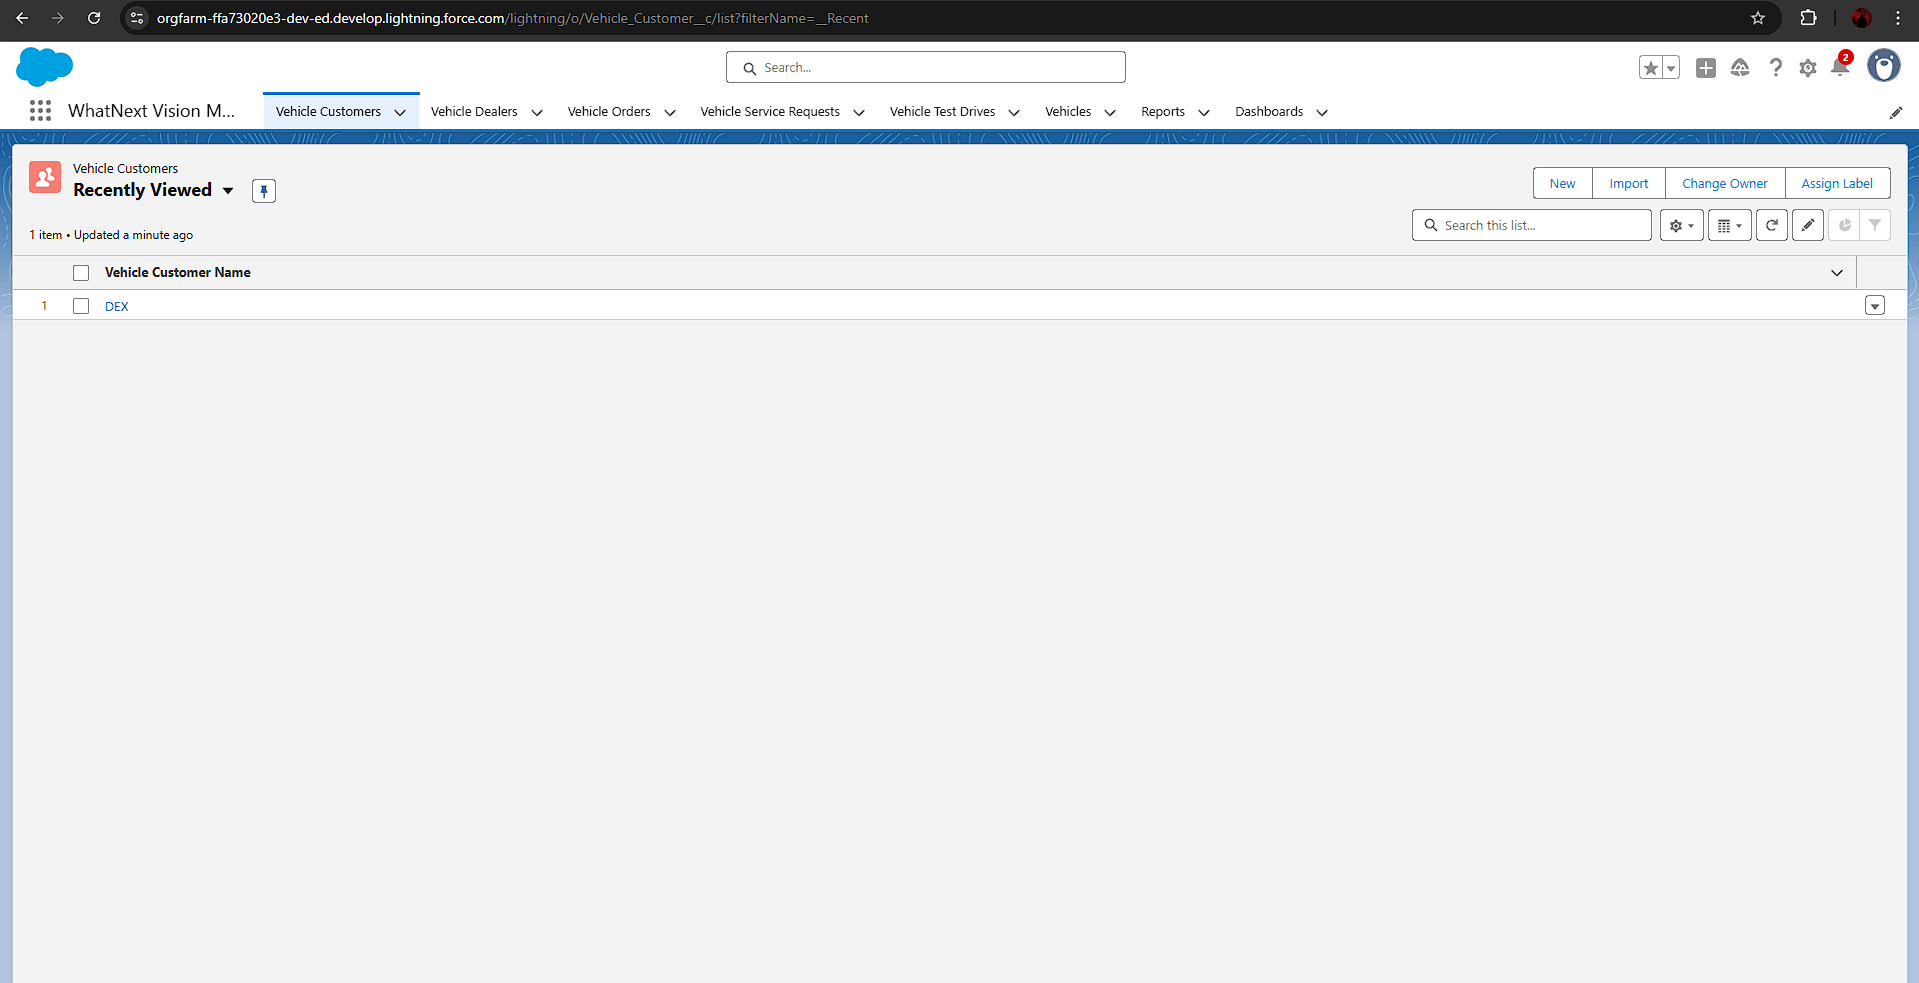 orgfarm-ffa73020e3-dev-ed.develop.lightning.force.com/lightning/o/Vehicle_Customer__c/list?filterName=__Recent
Search...
2
WhatNext Vision M...
Vehicle Customers
Vehicle Dealers
Vehicle Orders
Vehicle Service Requests
Vehicle Test Drives
Vehicles
Reports
Dashboards
Vehicle Customers
Recently Viewed
New
Import
Change Owner
Assign Label
1 item • Updated a minute ago
Search this list...
Vehicle Customer Name
1
DEX